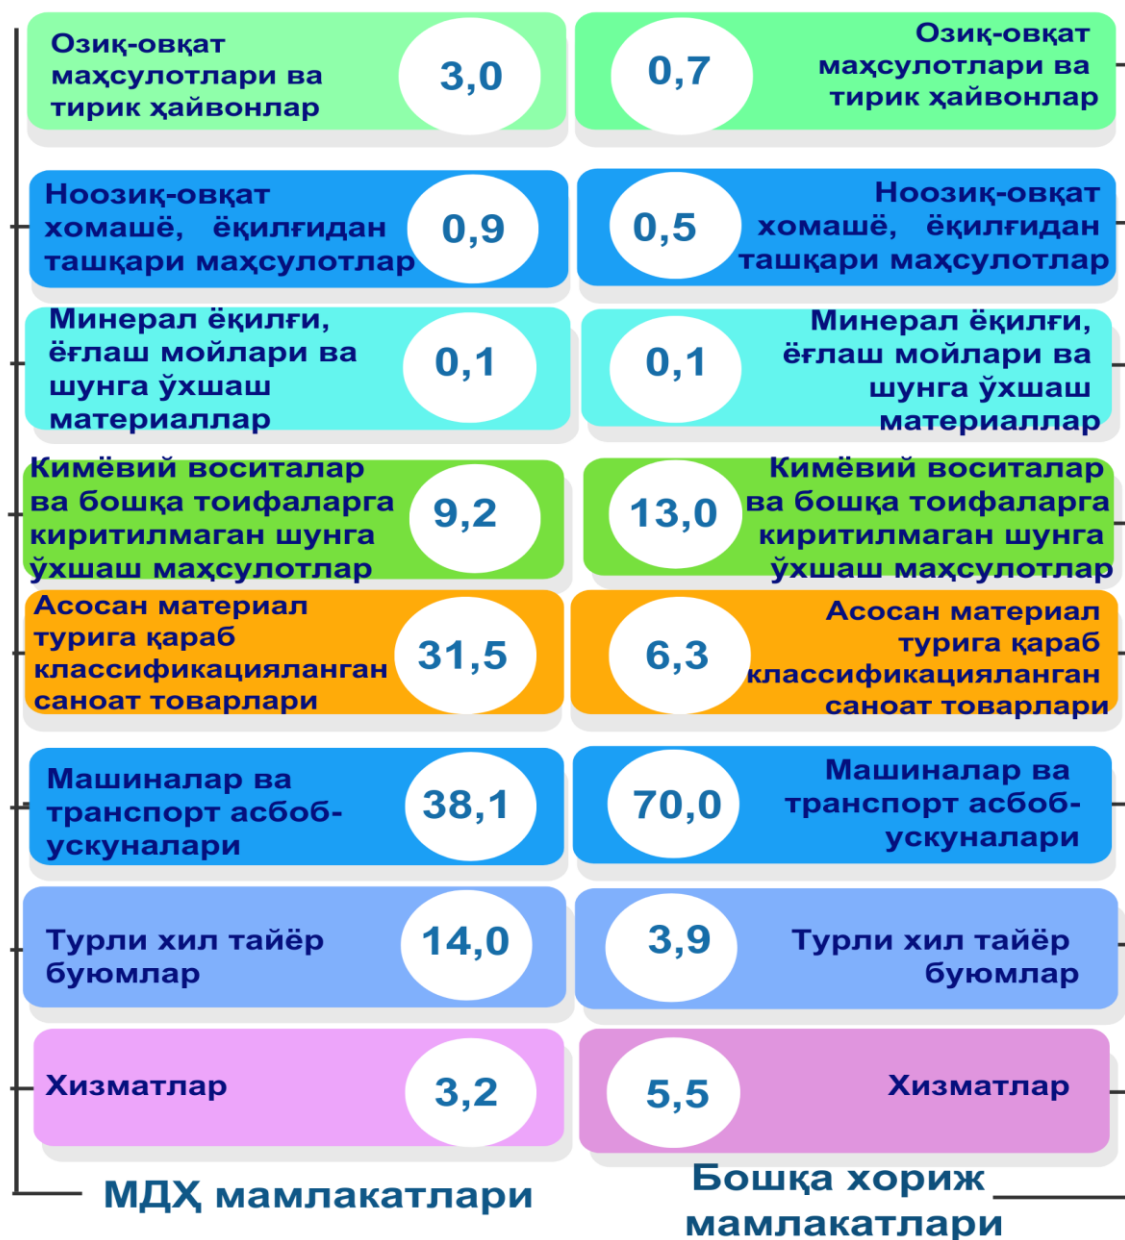 Озиқ-овқат
маҳсулотлари ва
тирик ҳайвонлар
3,0
0,7
Озиқ-овқат
маҳсулотлари ва
тирик ҳайвонлар
Ноозиқ-овқат
хомашё, ёқилғидан
ташқари маҳсулотлар
0,9
0,5
Ноозиқ-овқат
хомашё, ёқилғидан
ташқари маҳсулотлар
Минерал ёқилғи,
ёғлаш мойлари ва
шунга ўхшаш
материаллар
0,1
0,1
Минерал ёқилғи,
ёғлаш мойлари ва
шунга ўхшаш
материаллар
Кимёвий воситалар
ва бошқа тоифаларга
киритилмаган шунга
ўхшаш маҳсулотлар
9,2
13,0
Кимёвий воситалар
ва бошқа тоифаларга
киритилмаган шунга
ўхшаш маҳсулотлар
Асосан материал
турига қараб
классификацияланган
саноат товарлари
31,5
6,3
Асосан материал
турига қараб
классификацияланган
саноат товарлари
Машиналар ва
транспорт асбоб-
ускуналари
38,1
70,0
Машиналар ва
транспорт асбоб-
ускуналари
Турли хил тайёр
буюмлар
14,0
3,9
Турли хил тайёр
буюмлар
Хизматлар
3,2
5,5
Хизматлар
МДҲ мамлакатлари
Бошқа хориж
мамлакатлари